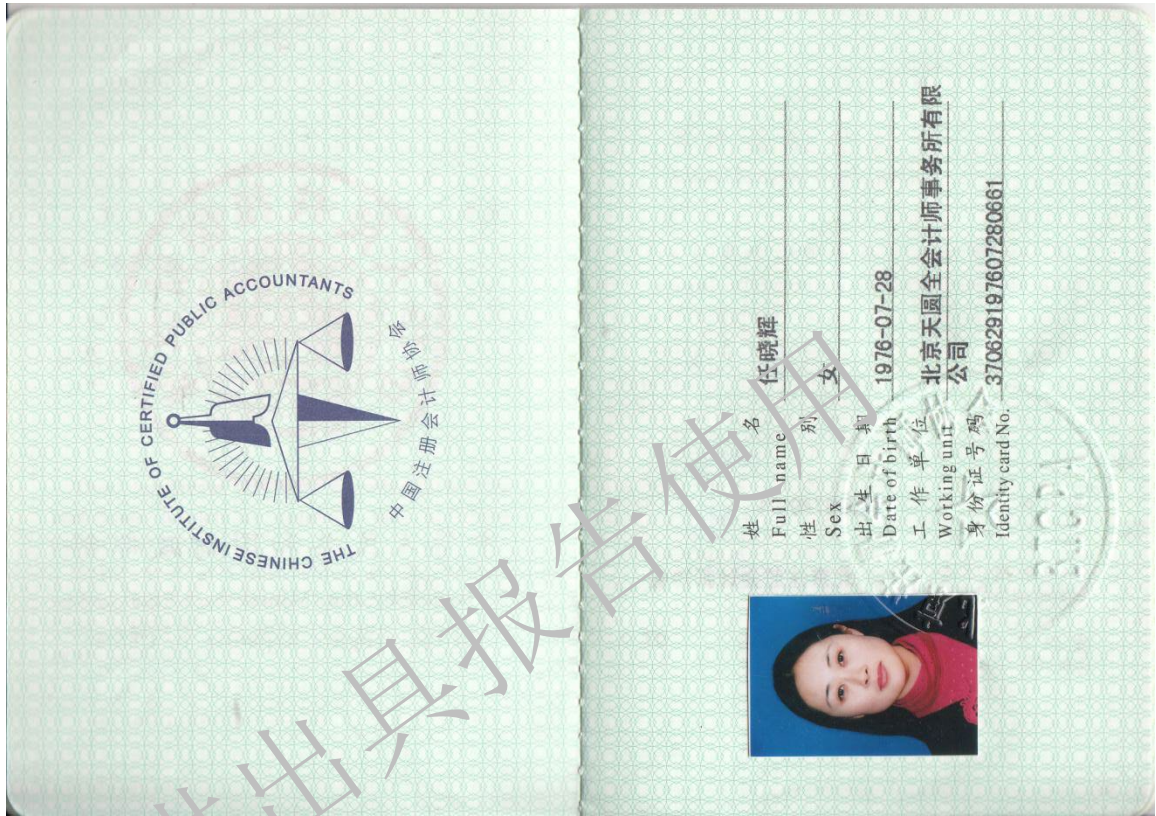 THE CHINESE INSTITUTE OF CERTIFIED PUBLIC ACCOUNTANTS
中国注册会计师协会
姓名 任晓辉
Full name
性别 女
Sex
出生日期 1976-07-28
Date of birth
工作单位 北京天圆全会计师事务所有限
Working unit 公司
身份证号码 370629197607280661
Identity card No.
出具报告使用